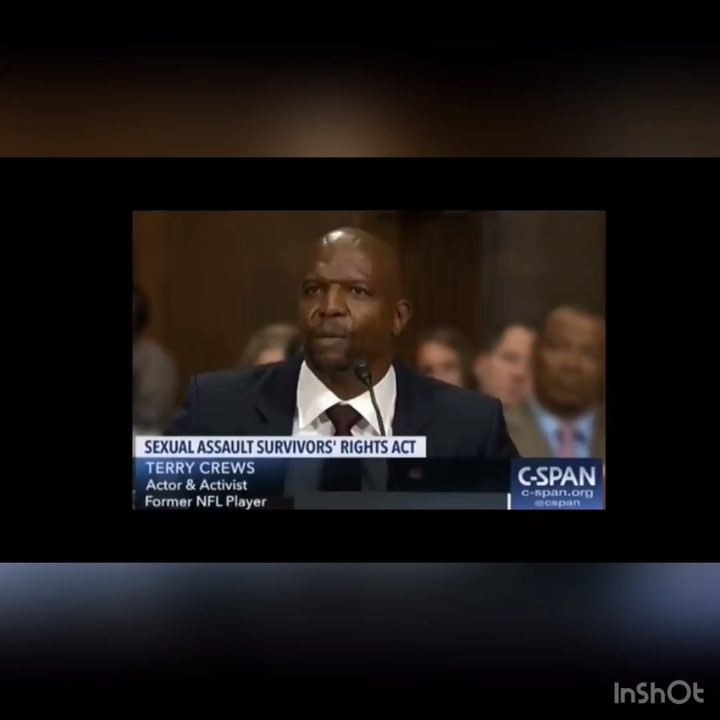 SEXUAL ASSAULT SURVIVORS' RIGHTS ACT
TERRY CREWS
Actor & Activist
Former NFL Player
C-SPAN
c-span.org
@cspan
InShOt